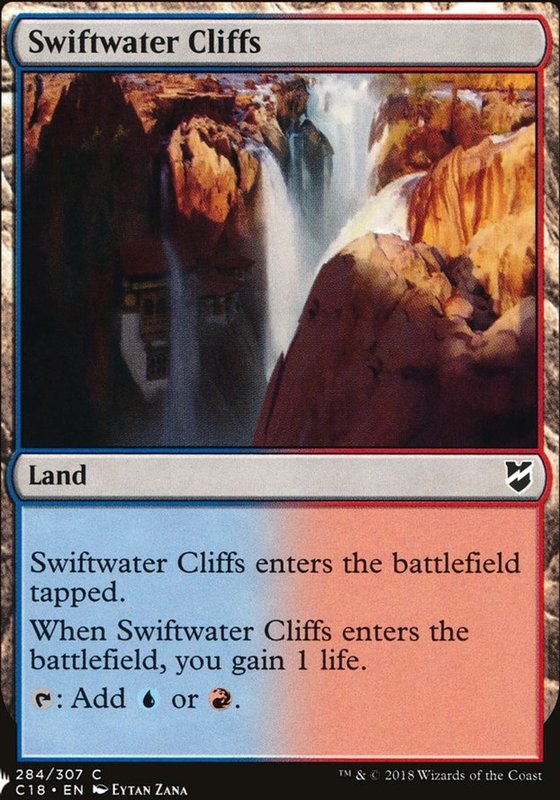 Swiftwater Cliffs
Land
Swiftwater Cliffs enters the battlefield
tapped.
When Swiftwater Cliffs enters the
battlefield, you gain 1 life.
: Add or .
284/307 C
C18 • EN EYTAN ZANA
™ & © 2018 Wizards of the Coast